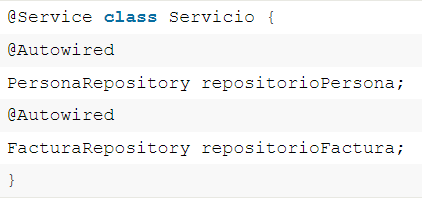 @Service class Servicio {
@Autowired
PersonaRepository repositorioPersona;
@Autowired
FacturaRepository repositorioFactura;
}